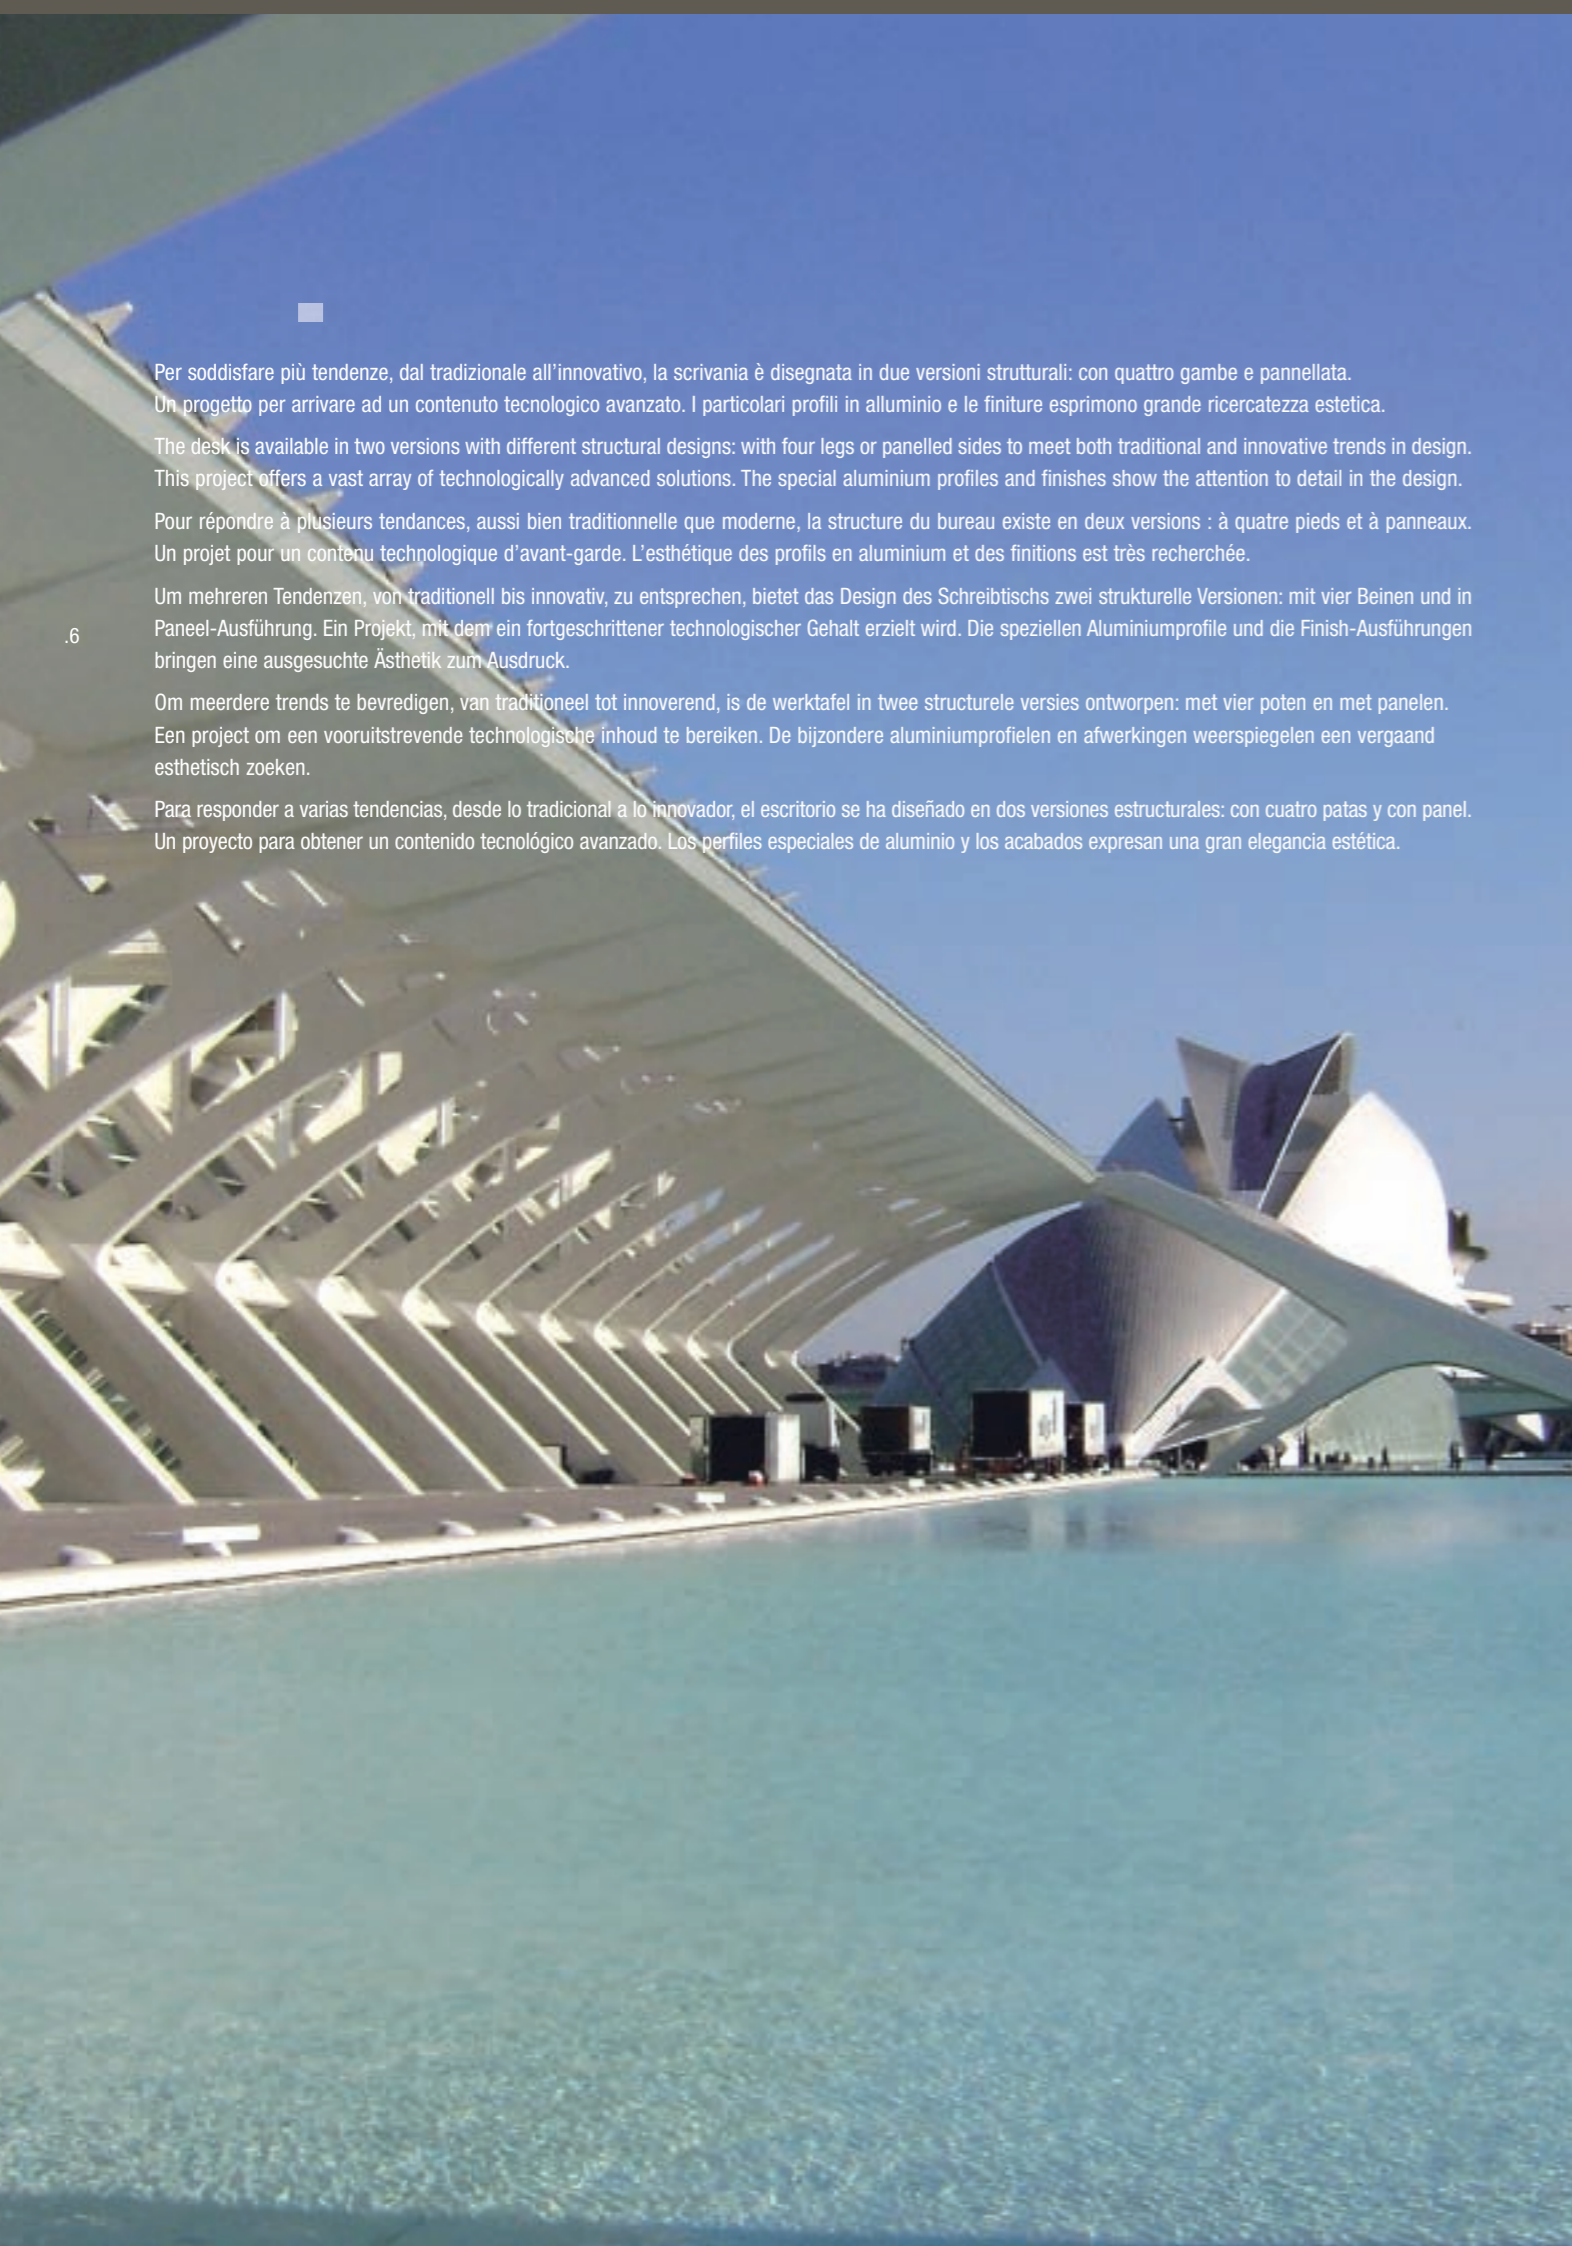 Per soddisfare più tendenze, dal tradizionale all'innovativo, la scrivania è disegnata in due versioni strutturali: con quattro gambe e pannellata.
Un progetto per arrivare ad un contenuto tecnologico avanzato. I particolari profili in alluminio e le finiture esprimono grande ricercatezza estetica.
The desk is available in two versions with different structural designs: with four legs or panelled sides to meet both traditional and innovative trends in design.
This project offers a vast array of technologically advanced solutions. The special aluminium profiles and finishes show the attention to detail in the design.
Pour répondre à plusieurs tendances, aussi bien traditionnelle que moderne, la structure du bureau existe en deux versions : à quatre pieds et à panneaux.
Un projet pour un contenu technologique d'avant-garde. L'esthétique des profils en aluminium et des finitions est très recherchée.
Um mehreren Tendenzen, von traditionell bis innovativ, zu entsprechen, bietet das Design des Schreibtischs zwei strukturelle Versionen: mit vier Beinen und in
Paneel-Ausführung. Ein Projekt, mit dem ein fortgeschrittener technologischer Gehalt erzielt wird. Die speziellen Aluminiumprofile und die Finish-Ausführungen
bringen eine ausgesuchte Ästhetik zum Ausdruck.
.6
Om meerdere trends te bevredigen, van traditioneel tot innoverend, is de werktafel in twee structurele versies ontworpen: met vier poten en met panelen.
Een project om een vooruitstrevende technologische inhoud te bereiken. De bijzondere aluminiumprofielen en afwerkingen weerspiegelen een vergaand
esthetisch zoeken.
Para responder a varias tendencias, desde lo tradicional a lo innovador, el escritorio se ha diseñado en dos versiones estructurales: con cuatro patas y con panel.
Un proyecto para obtener un contenido tecnológico avanzado. Los perfiles especiales de aluminio y los acabados expresan una gran elegancia estética.